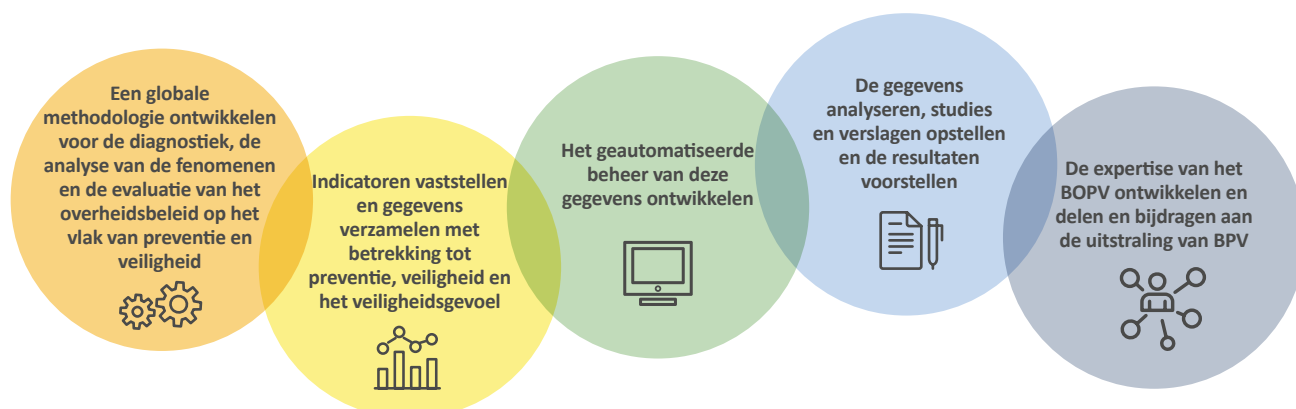 Een globale
methodologie ontwikkelen
voor de diagnostiek, de
analyse van de fenomenen
en de evaluatie van het
overheidsbeleid op het
vlak van preventie en
veiligheid
Indicatoren vaststellen
en gegevens
verzamelen met
betrekking tot
preventie, veiligheid en
het veiligheidsgevoel
Het geautomatiseerde
beheer van deze
gegevens ontwikkelen
De gegevens
analyseren, studies
en verslagen opstellen
en de resultaten
voorstellen
De expertise van het
BOPV ontwikkelen en
delen en bijdragen aan
de uitstraling van BPV